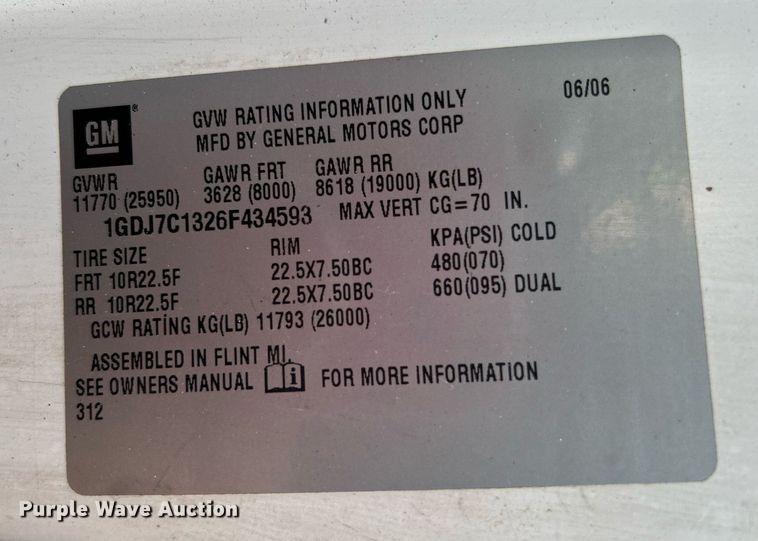 GM® GVW RATING INFORMATION ONLY 06/06
MFD BY GENERAL MOTORS CORP
GVWR GAWR FRT GAWR RR
11770 (25950) 3628 (8000) 8618 (19000) KG(LB)
1GDJ7C1326F434593 MAX VERT CG=70 IN.
TIRE SIZE RIM KPA(PSI) COLD
FRT 10R22.5F 22.5X7.50BC 480(070)
RR 10R22.5F 22.5X7.50BC 660(095) DUAL
GCW RATING KG(LB) 11793 (26000)
ASSEMBLED IN FLINT MI.
SEE OWNERS MANUAL i FOR MORE INFORMATION
312
Purple Wave Auction